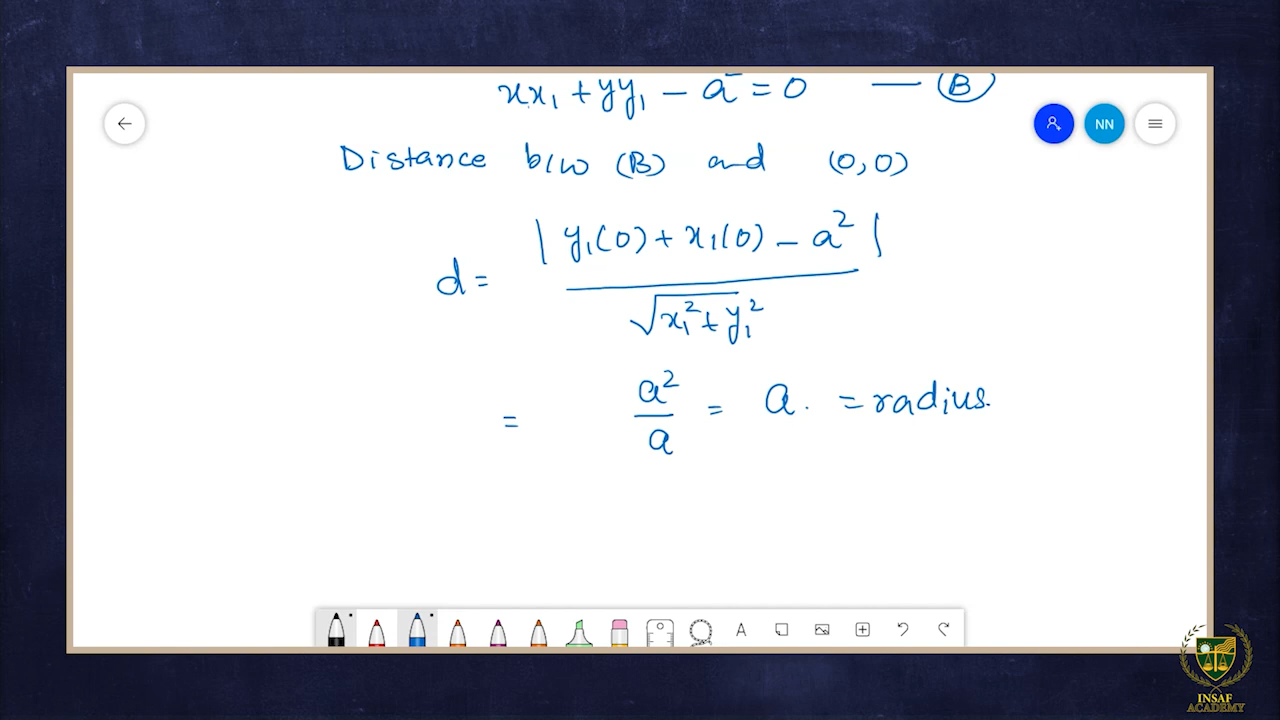 xx₁ + yy₁ - a² = 0 — (B)
NN
Distance b/w (B) and (0,0)
d = | y₁(0) + x₁(0) - a² | / √x₁² + y₁²
= a²/a = a. = radius.
A
INSAF
ACADEMY